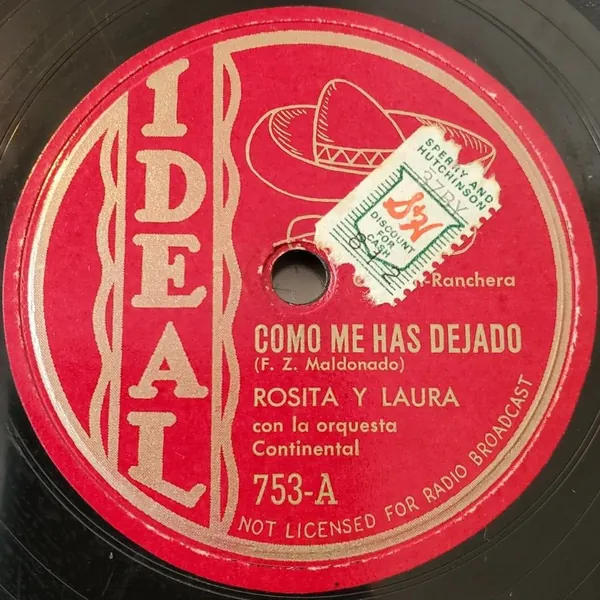 IDEAL
SPERRY AND
HUTCHINSON
S&H
DISCOUNT
FOR
CASH
-Ranchera
COMO ME HAS DEJADO
(F. Z. Maldonado)
ROSITA Y LAURA
con la orquesta
Continental
753-A
NOT LICENSED FOR RADIO BROADCAST